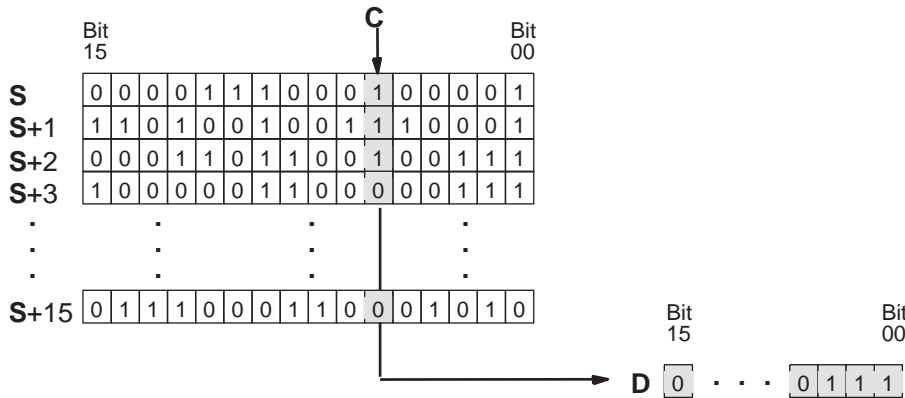 C
Bit
15
Bit
00
S 0 0 0 0 1 1 1 0 0 0 1 0 0 0 0 1
S+1 1 1 0 1 0 0 1 0 0 1 1 1 0 0 0 1
S+2 0 0 0 1 1 0 1 1 0 0 1 0 0 1 1 1
S+3 1 0 0 0 0 0 1 1 0 0 0 0 0 1 1 1
S+15 0 1 1 1 0 0 0 1 1 0 0 0 1 0 1 0
Bit
15
Bit
00
D 0 · · · 0 1 1 1